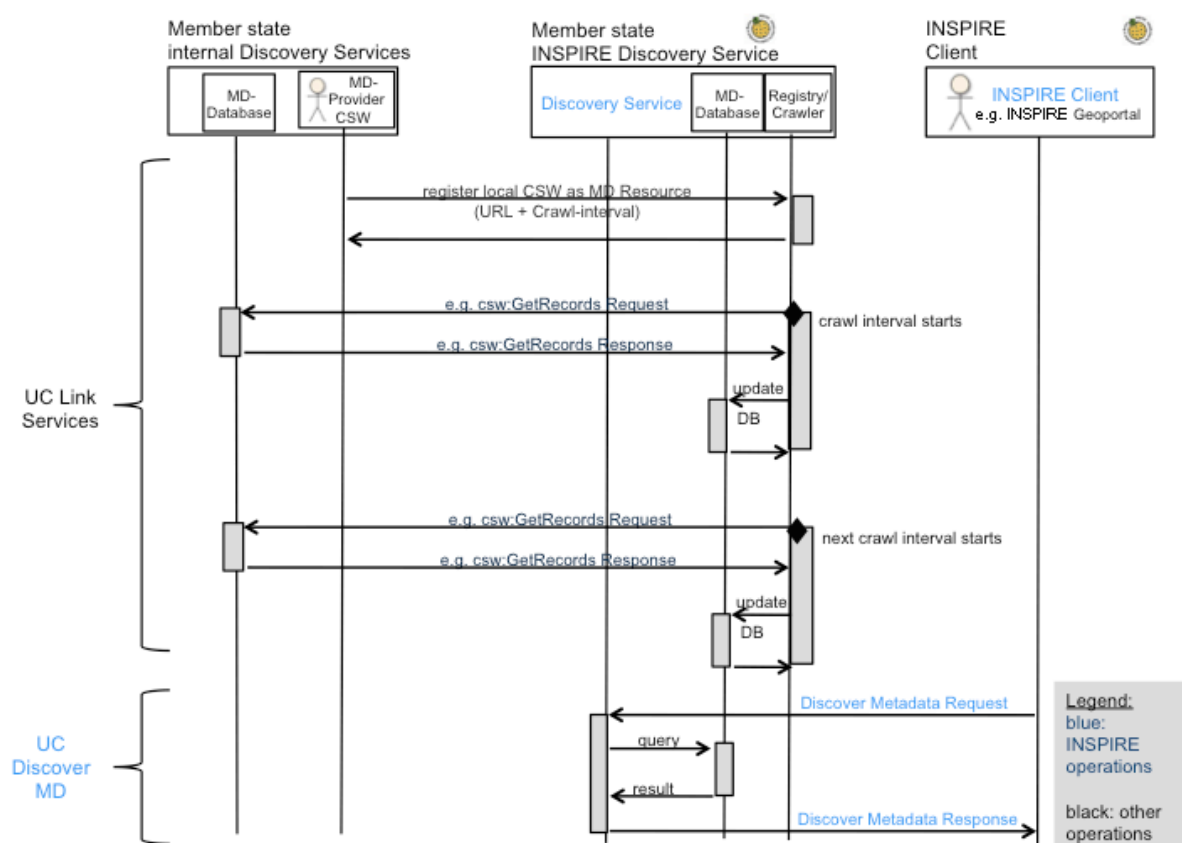 Member state
internal Discovery Services
Member state
INSPIRE Discovery Service
INSPIRE
Client
MD-
Database
MD-
Provider
CSW
Discovery Service
MD-
Database
Registry/
Crawler
INSPIRE Client
e.g. INSPIRE Geoportal
register local CSW as MD Resource
(URL + Crawl-interval)
e.g. csw:GetRecords Request
crawl interval starts
e.g. csw:GetRecords Response
update
DB
UC Link
Services
e.g. csw:GetRecords Request
next crawl interval starts
e.g. csw:GetRecords Response
update
DB
Discover Metadata Request
UC
Discover
MD
query
result
Discover Metadata Response
Legend:
blue:
INSPIRE
operations
black: other
operations